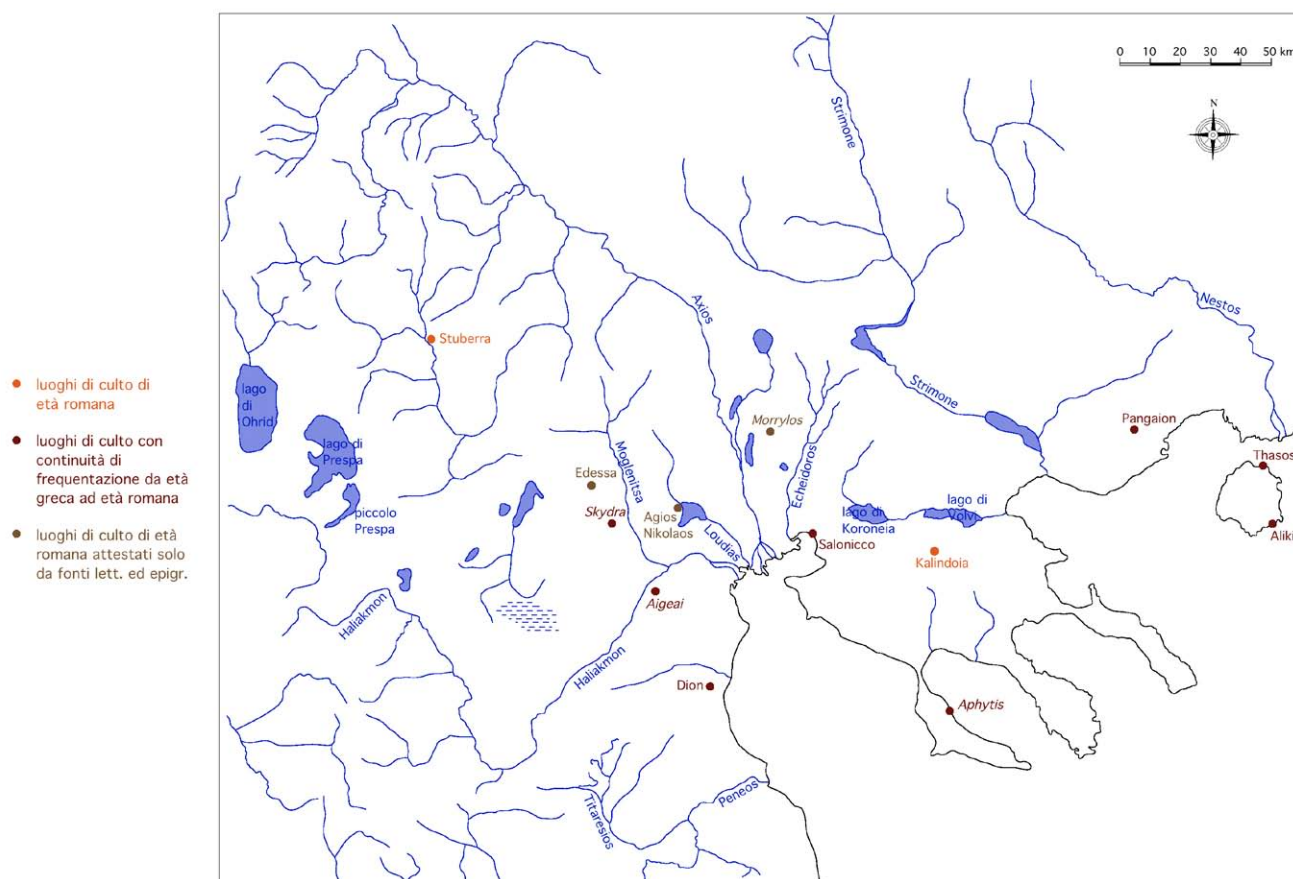 0 10 20 30 40 50 km
N
Strimone
Nestos
Axios
Stuberra
luoghi di culto di
età romana
lago
di
Ohrid
Strimone
Pangaion
Morrylos
luoghi di culto con
continuità di
frequentazione da età
greca ad età romana
lago di
Prespa
Moglenitsa
Echeidoros
Thasos
Edessa
piccolo
Prespa
Skydra
Agios
Nikolaos
lago di
Koroneia
lago di
Volvi
Aliki
luoghi di culto di età
romana attestati solo
da fonti lett. ed epigr.
Loudias
Salonicco
Kalindoia
Aigeai
Haliakmon
Haliakmon
Dion
Aphytis
Titaresios
Peneos